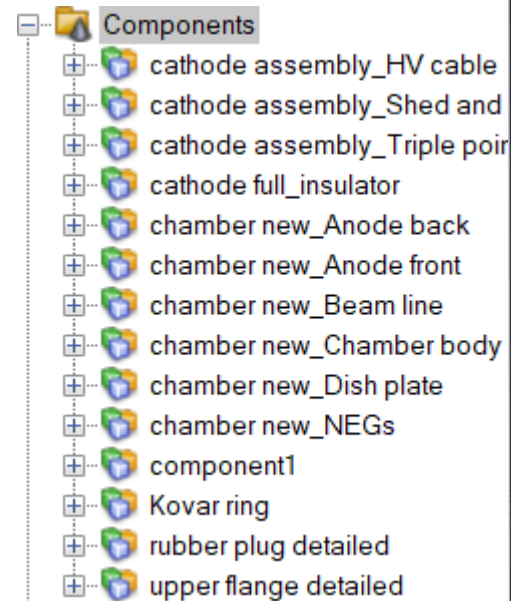 Components
cathode assembly_HV cable
cathode assembly_Shed and
cathode assembly_Triple
cathode full_insulator
chamber new_Anode back
chamber new_Anode front
chamber new_Beam line
chamber new_Chamber body
chamber new_Dish plate
chamber new_NEGs
component1
Kovar ring
rubber plug detailed
upper flange detailed